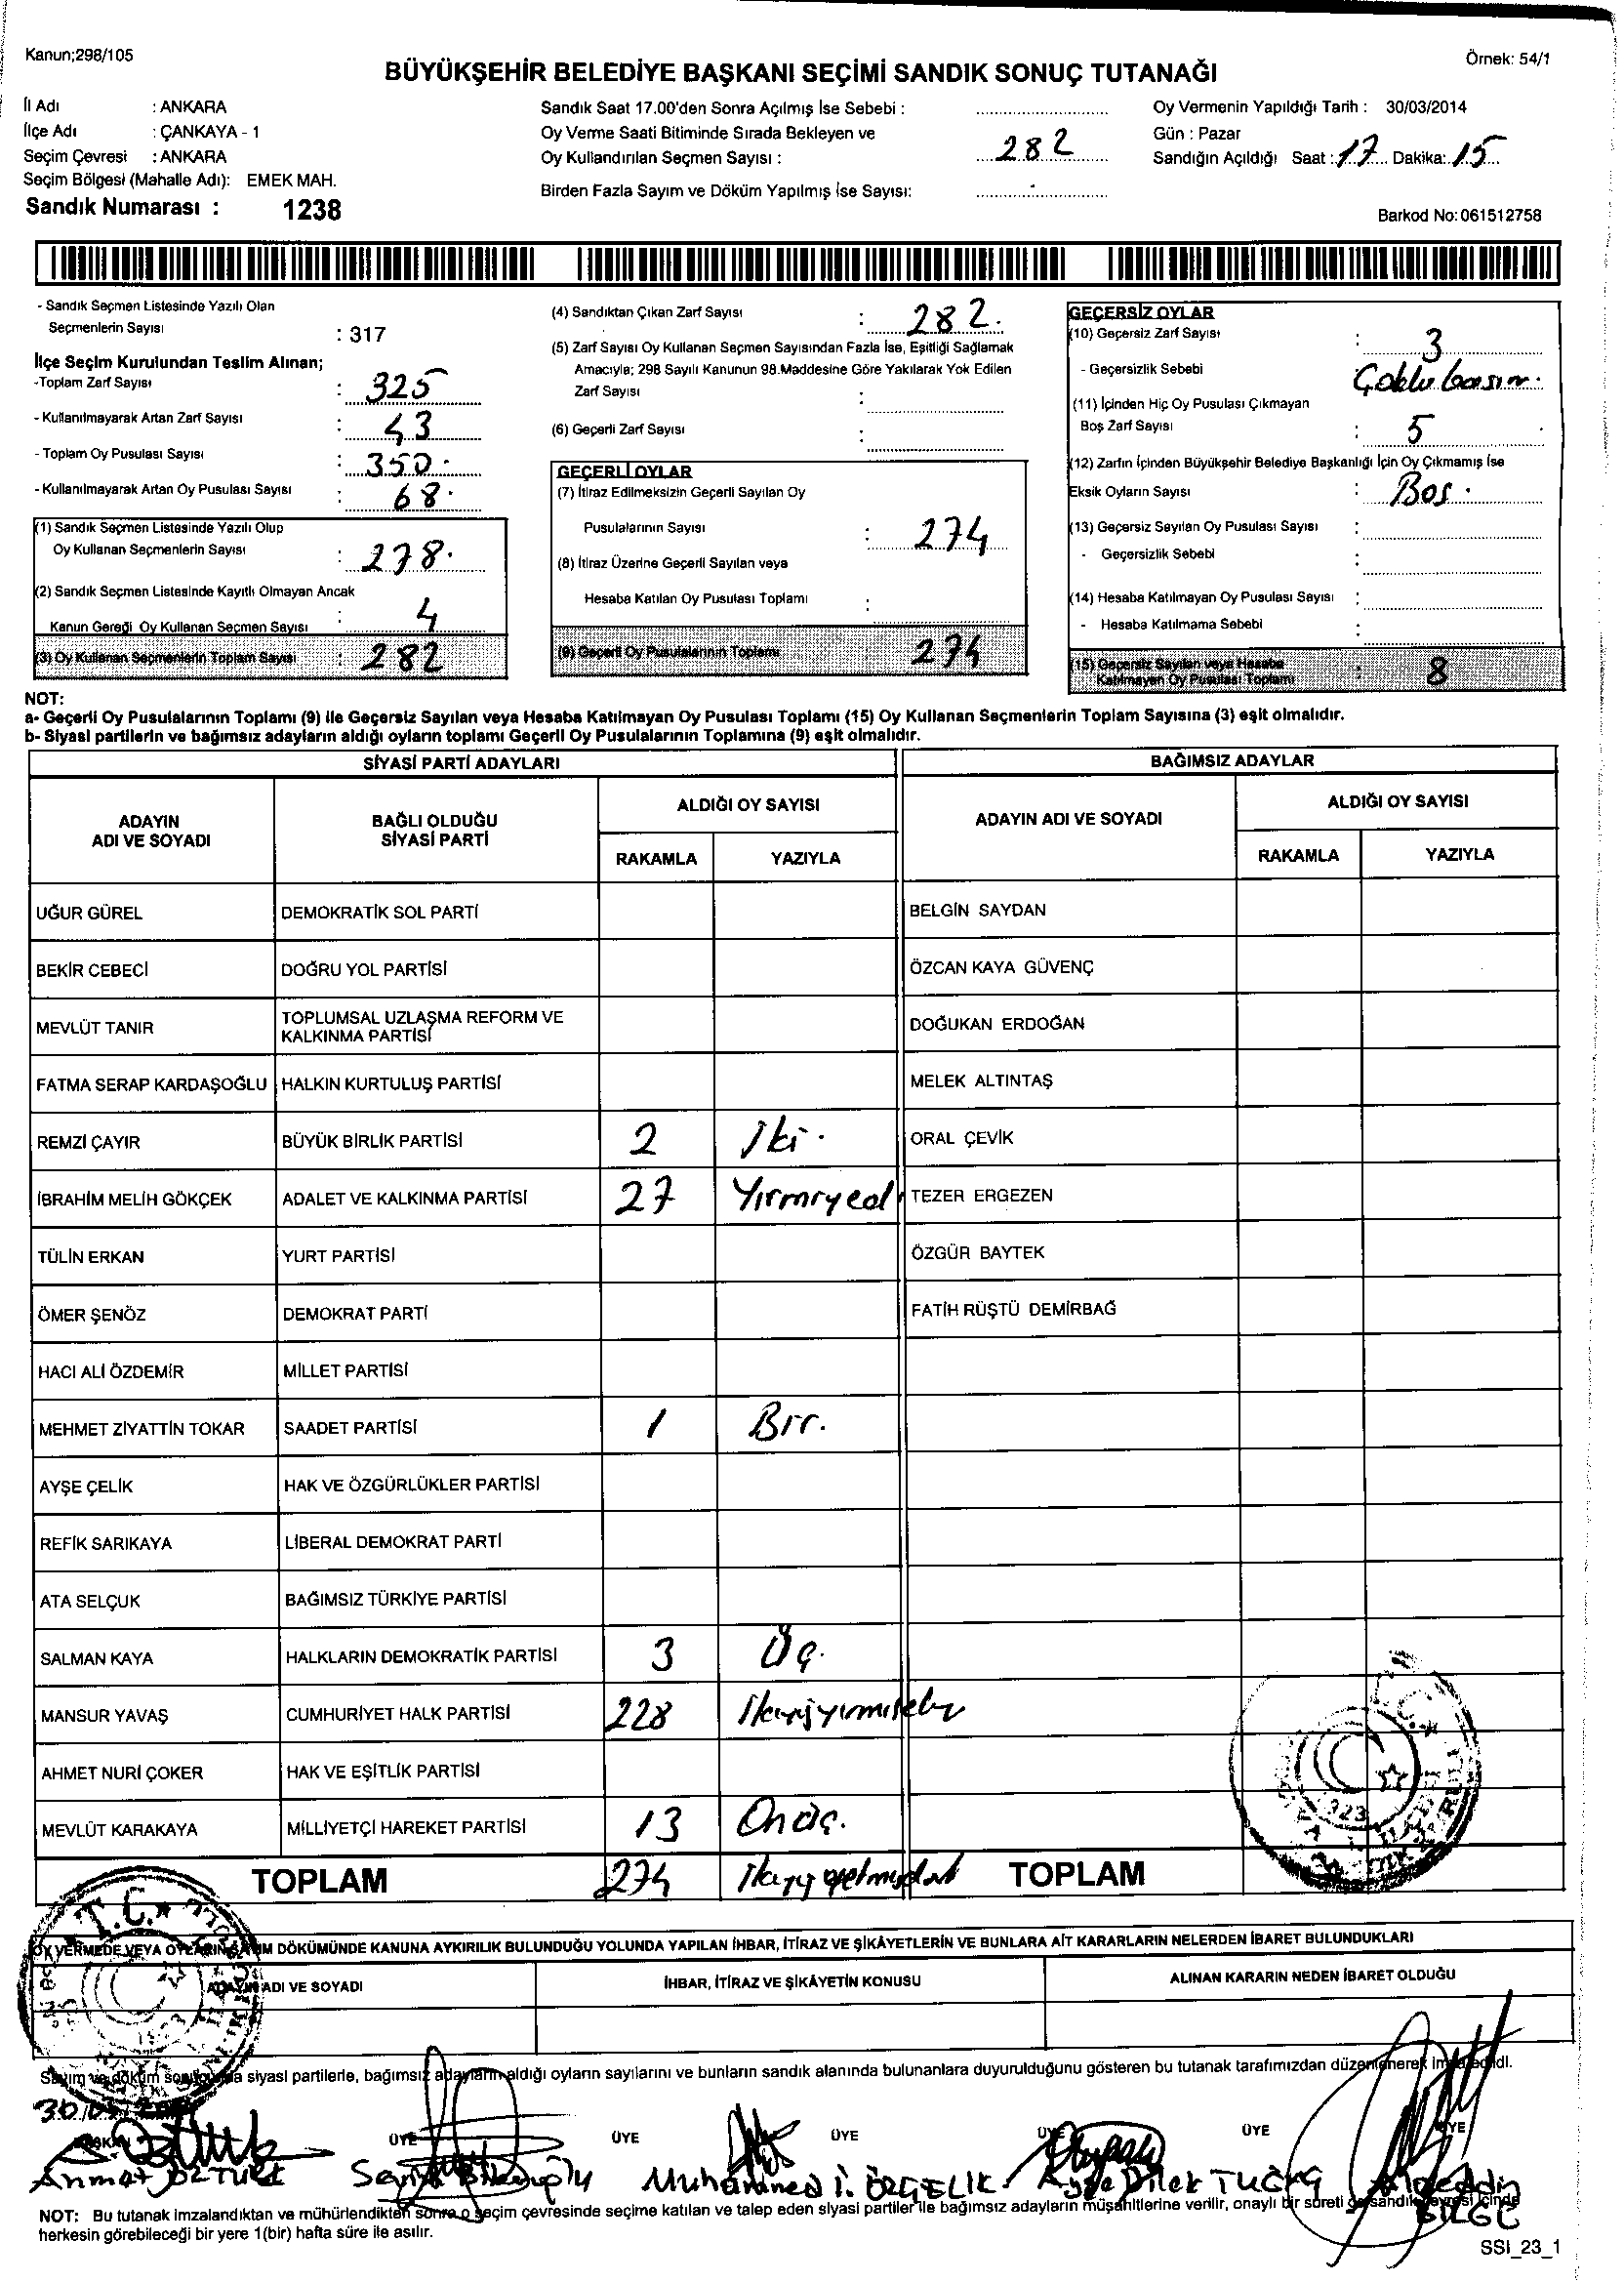 Kanun;298/105
Örnek: 54/1
BÜYÜKŞEHİR BELEDİYE BAŞKANI SEÇİMİ SANDIK SONUÇ TUTANAĞI
İl Adı : ANKARA
İlçe Adı : ÇANKAYA - 1
Seçim Çevresi : ANKARA
Seçim Bölgesi (Mahalle Adı): EMEK MAH.
Sandık Numarası : 1238
Sandık Saat 17.00'den Sonra Açılmış İse Sebebi :
Oy Verme Saati Bitiminde Sırada Bekleyen ve
Oy Kullandırılan Seçmen Sayısı : 282
Birden Fazla Sayım ve Döküm Yapılmış İse Sayısı:
Oy Vermenin Yapıldığı Tarih : 30/03/2014
Gün : Pazar
Sandığın Açıldığı Saat : 17 Dakika: 15
Barkod No: 061512758
- Sandık Seçmen Listesinde Yazılı Olan
Seçmenlerin Sayısı : 317
İlçe Seçim Kurulundan Teslim Alınan;
-Toplam Zarf Sayısı : 325
- Kullanılmayarak Artan Zarf Sayısı : 43
- Toplam Oy Pusulası Sayısı : 350
- Kullanılmayarak Artan Oy Pusulası Sayısı : 68
(1) Sandık Seçmen Listesinde Yazılı Olup
Oy Kullanan Seçmenlerin Sayısı : 278
(2) Sandık Seçmen Listesinde Kayıtlı Olmayan Ancak
Kanun Gereği Oy Kullanan Seçmen Sayısı : 4
(3) Oy Kullanan Seçmenlerin Toplam Sayısı : 282
(4) Sandıktan Çıkan Zarf Sayısı : 282.
(5) Zarf Sayısı Oy Kullanan Seçmen Sayısından Fazla İse, Eşitliği Sağlamak
Amacıyla; 298 Sayılı Kanunun 98.Maddesine Göre Yakılarak Yok Edilen
Zarf Sayısı :
(6) Geçerli Zarf Sayısı :
GEÇERLİ OYLAR
(7) İtiraz Edilmeksizin Geçerli Sayılan Oy
Pusulalarının Sayısı : 274
(8) İtiraz Üzerine Geçerli Sayılan veya
Hesaba Katılan Oy Pusulası Toplamı :
(9) Geçerli Oy Pusulalarının Toplamı 274
GEÇERSİZ OYLAR
(10) Geçersiz Zarf Sayısı : 3
- Geçersizlik Sebebi Çoklu basım.
(11) İçinden Hiç Oy Pusulası Çıkmayan
Boş Zarf Sayısı : 5
(12) Zarfın İçinden Büyükşehir Belediye Başkanlığı İçin Oy Çıkmamış İse
Eksik Oyların Sayısı : Boş.
(13) Geçersiz Sayılan Oy Pusulası Sayısı :
- Geçersizlik Sebebi :
(14) Hesaba Katılmayan Oy Pusulası Sayısı :
- Hesaba Katılmama Sebebi :
(15) Geçersiz Sayılan veya Hesaba
Katılmayan Oy Pusulası Toplamı : 8
NOT:
a- Geçerli Oy Pusulalarının Toplamı (9) ile Geçersiz Sayılan veya Hesaba Katılmayan Oy Pusulası Toplamı (15) Oy Kullanan Seçmenlerin Toplam Sayısına (3) eşit olmalıdır.
b- Siyasi partilerin ve bağımsız adayların aldığı oyların toplamı Geçerli Oy Pusulalarının Toplamına (9) eşit olmalıdır.
SİYASİ PARTİ ADAYLARI BAĞIMSIZ ADAYLAR
ADAYIN
ADI VE SOYADI
BAĞLI OLDUĞU
SİYASİ PARTİ
ALDIĞI OY SAYISI
RAKAMLA YAZIYLA
ADAYIN ADI VE SOYADI
ALDIĞI OY SAYISI
RAKAMLA YAZIYLA
UĞUR GÜREL DEMOKRATİK SOL PARTİ BELGİN SAYDAN
BEKİR CEBECİ DOĞRU YOL PARTİSİ ÖZCAN KAYA GÜVENÇ
MEVLÜT TANIR TOPLUMSAL UZLAŞMA REFORM VE
KALKINMA PARTİSİ DOĞUKAN ERDOĞAN
FATMA SERAP KARDAŞOĞLU HALKIN KURTULUŞ PARTİSİ MELEK ALTINTAŞ
REMZİ ÇAYIR BÜYÜK BİRLİK PARTİSİ 2 İki. ORAL ÇEVİK
İBRAHİM MELİH GÖKÇEK ADALET VE KALKINMA PARTİSİ 27 Yirmiyedi TEZER ERGEZEN
TÜLİN ERKAN YURT PARTİSİ ÖZGÜR BAYTEK
ÖMER ŞENÖZ DEMOKRAT PARTİ FATİH RÜŞTÜ DEMİRBAĞ
HACI ALİ ÖZDEMİR MİLLET PARTİSİ
MEHMET ZİYATTİN TOKAR SAADET PARTİSİ 1 Bir.
AYŞE ÇELİK HAK VE ÖZGÜRLÜKLER PARTİSİ
REFİK SARIKAYA LİBERAL DEMOKRAT PARTİ
ATA SELÇUK BAĞIMSIZ TÜRKİYE PARTİSİ
SALMAN KAYA HALKLARIN DEMOKRATİK PARTİSİ 3 Üç.
MANSUR YAVAŞ CUMHURİYET HALK PARTİSİ 228
AHMET NURİ ÇOKER HAK VE EŞİTLİK PARTİSİ
MEVLÜT KARAKAYA MİLLİYETÇİ HAREKET PARTİSİ 13 Onüç.
TOPLAM 274 TOPLAM
T.C.
OY VERMEDE VEYA OYLARIN SAYIM DÖKÜMÜNDE KANUNA AYKIRILIK BULUNDUĞU YOLUNDA YAPILAN İHBAR, İTİRAZ VE ŞİKÂYETLERİN VE BUNLARA AİT KARARLARIN NELERDEN İBARET BULUNDUKLARI
ADAYIN ADI VE SOYADI İHBAR, İTİRAZ VE ŞİKÂYETİN KONUSU ALINAN KARARIN NEDEN İBARET OLDUĞU
Sayım ve döküm sonucunda siyasi partilerle, bağımsız adayların aldığı oyların sayılarını ve bunların sandık alanında bulunanlara duyurulduğunu gösteren bu tutanak tarafımızdan düzenlenerek imzalandı.
BAŞKAN ÜYE ÜYE ÜYE ÜYE ÜYE ÜYE
Muhammed İ. ÖZÇELİK Ayşe Dilek TUĞ Alaeddin
BİLGE
NOT: Bu tutanak imzalandıktan ve mühürlendikten sonra o seçim çevresinde seçime katılan ve talep eden siyasi partiler ile bağımsız adayların müşahitlerine verilir, onaylı bir sureti de sandık çevresi içinde
herkesin görebileceği bir yere 1(bir) hafta süre ile asılır.
SSI_23_1